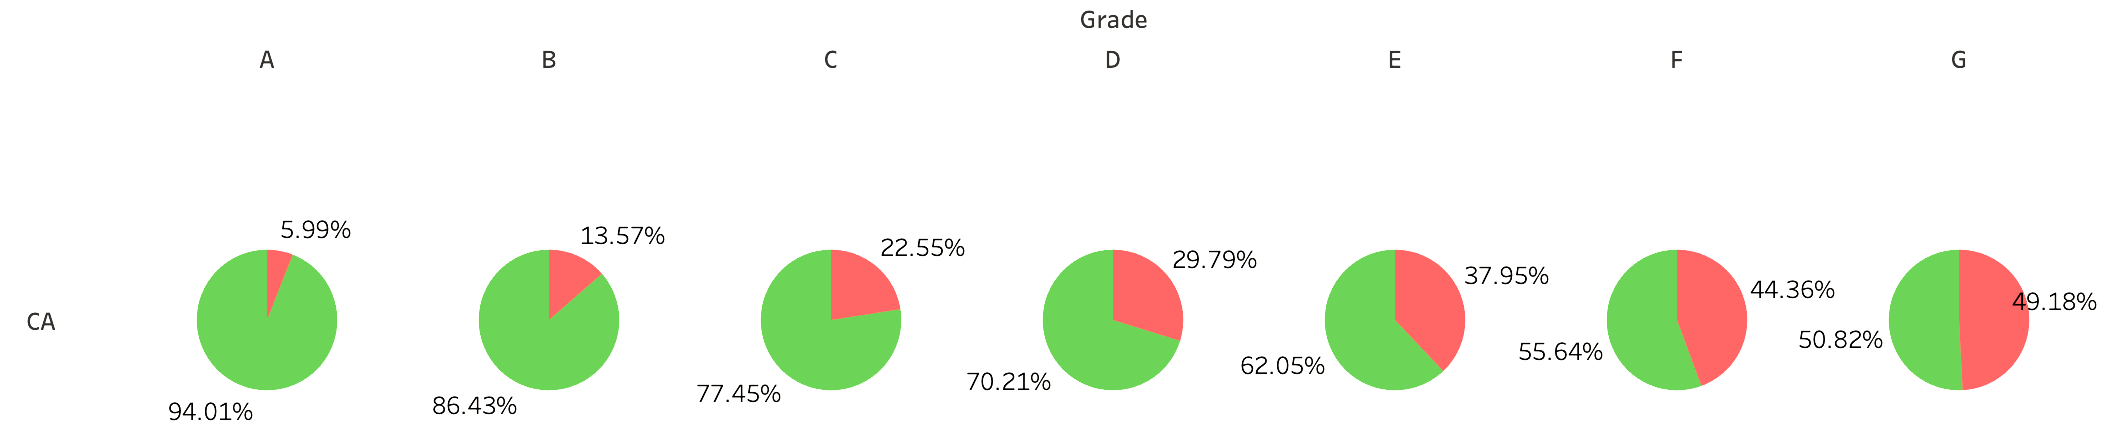 Grade
A B C D E F G
5.99% 13.57% 22.55% 29.79% 37.95% 44.36% 49.18%
CA
94.01% 86.43% 77.45% 70.21% 62.05% 55.64% 50.82%